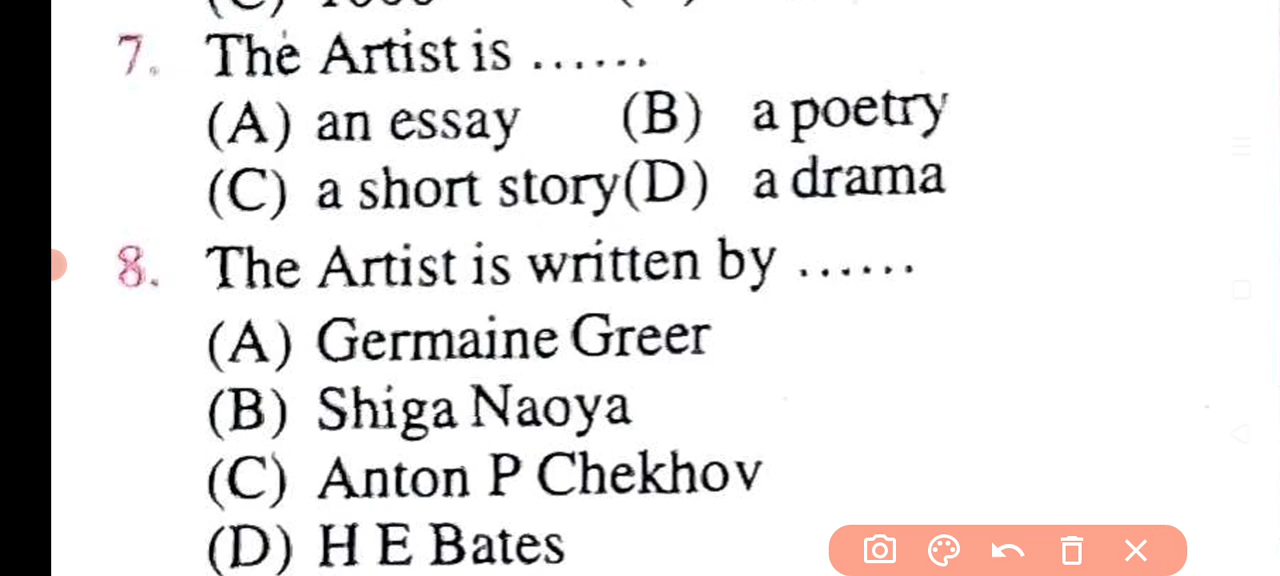 7. The Artist is ......
(A) an essay (B) a poetry
(C) a short story (D) a drama
8. The Artist is written by ......
(A) Germaine Greer
(B) Shiga Naoya
(C) Anton P Chekhov
(D) H E Bates